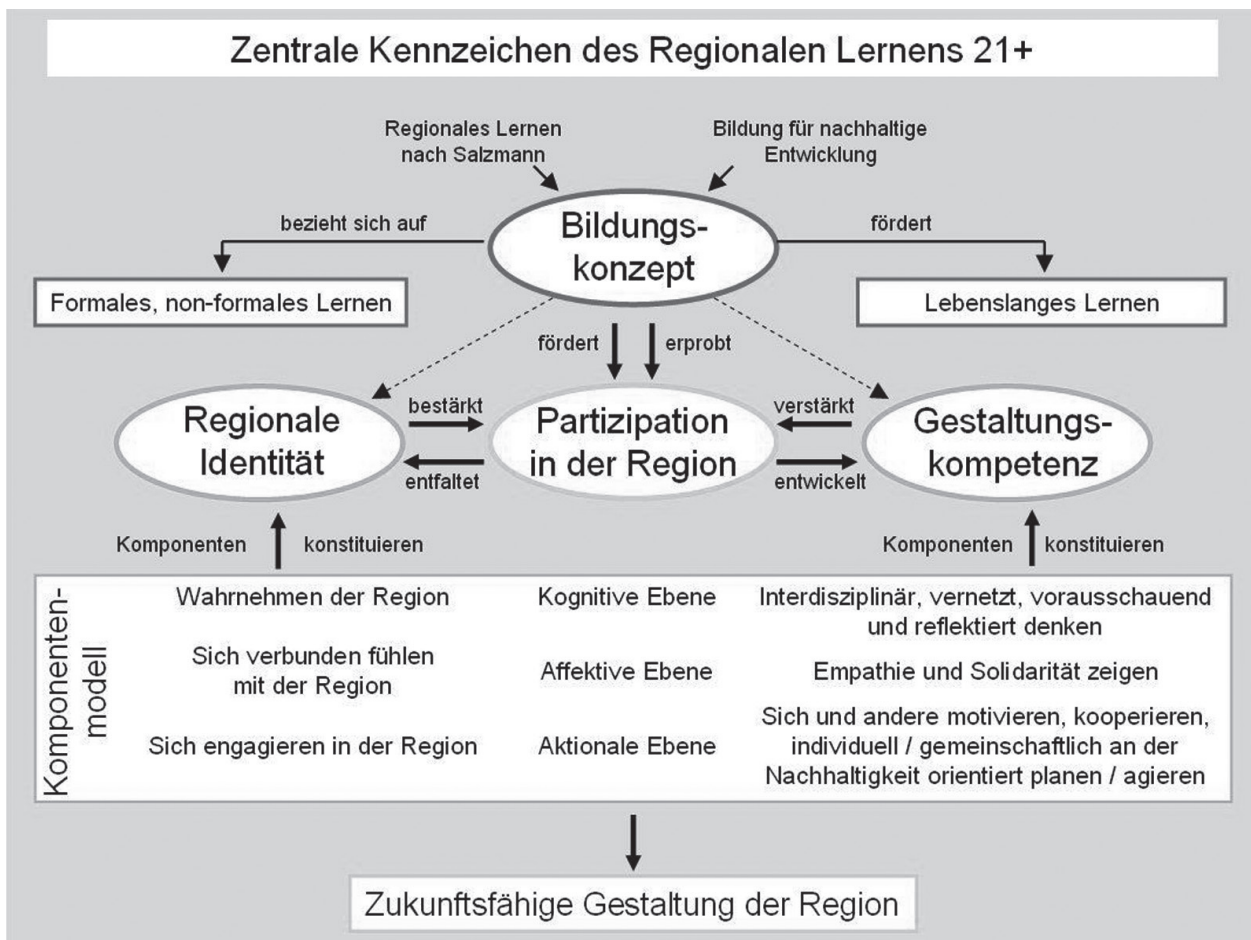 Zentrale Kennzeichen des Regionalen Lernens 21+
Regionales Lernen
nach Salzmann
Bildung für nachhaltige
Entwicklung
bezieht sich auf
Bildungs-
konzept
fördert
Formales, non-formales Lernen
Lebenslanges Lernen
fördert
erprobt
Regionale
Identität
bestärkt
entfaltet
Partizipation
in der Region
verstärkt
entwickelt
Gestaltungs-
kompetenz
Komponenten
konstituieren
Komponenten
konstituieren
Komponenten-
modell
Wahrnehmen der Region
Kognitive Ebene
Interdisziplinär, vernetzt, vorausschauend
und reflektiert denken
Sich verbunden fühlen
mit der Region
Affektive Ebene
Empathie und Solidarität zeigen
Sich engagieren in der Region
Aktionale Ebene
Sich und andere motivieren, kooperieren,
individuell / gemeinschaftlich an der
Nachhaltigkeit orientiert planen / agieren
Zukunftsfähige Gestaltung der Region